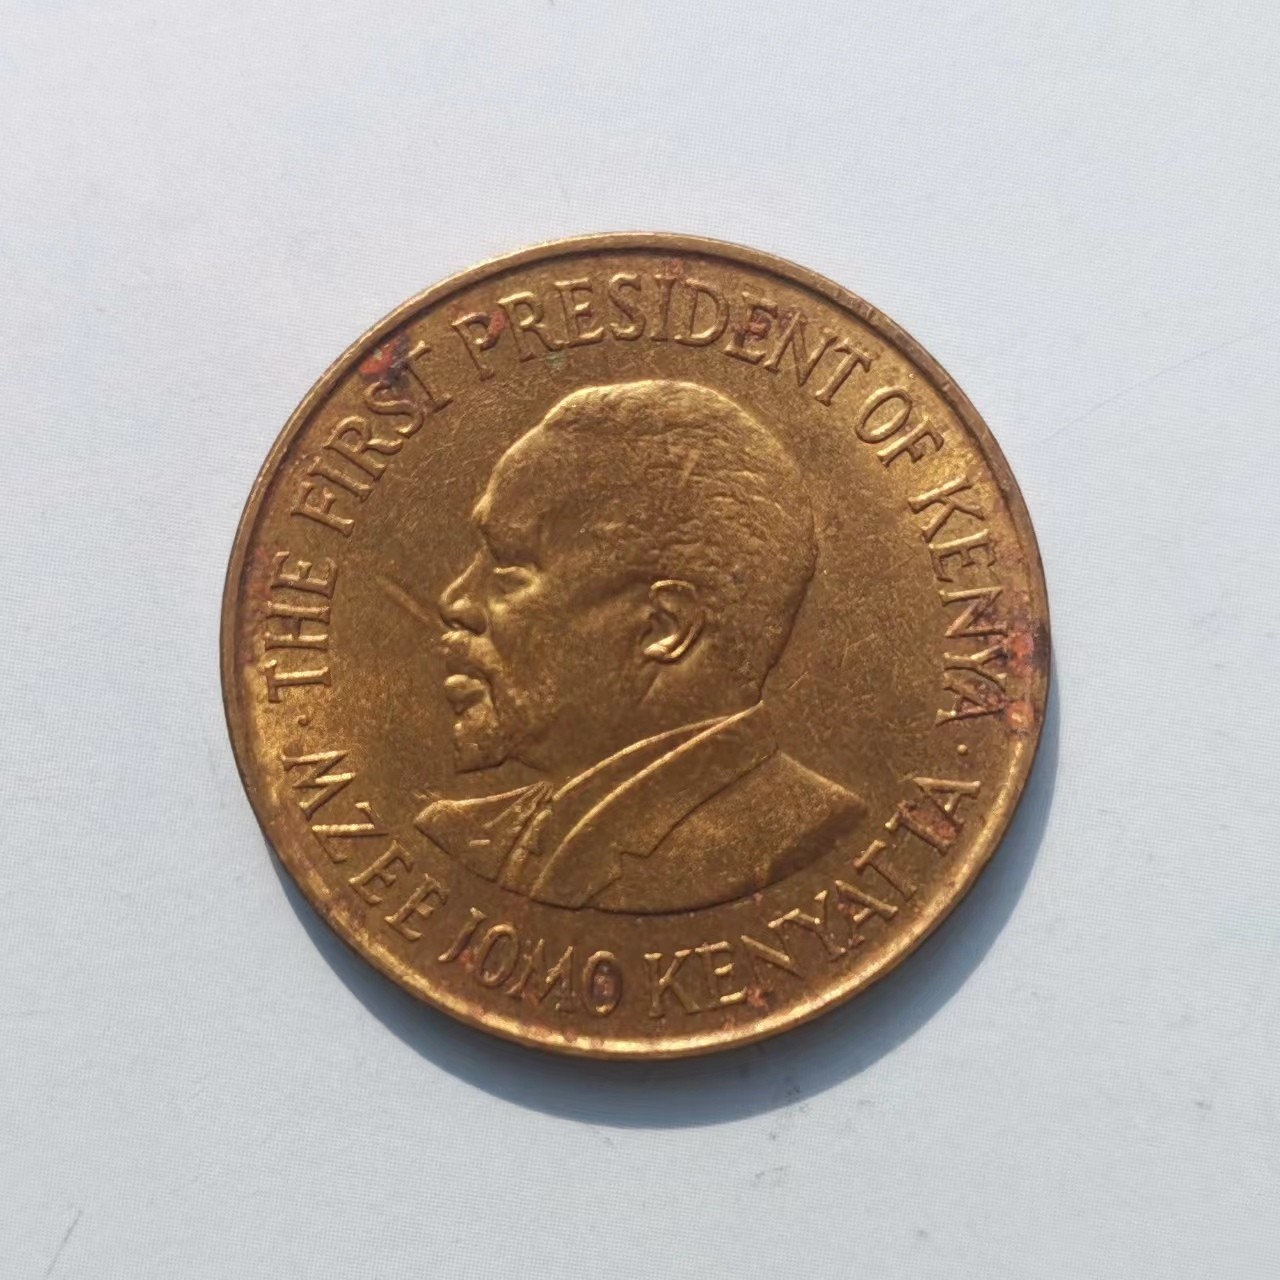 · THE FIRST PRESIDENT OF KENYA ·
MZEE JOMO KENYATTA